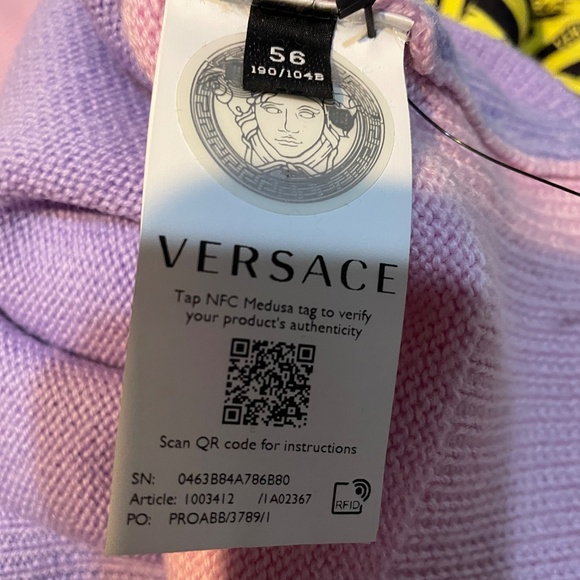 56
190/104B
VERSACE
Tap NFC Medusa tag to verify
your product's authenticity
Scan QR code for instructions
SN: 0463B84A786B80
Article: 1003412 /1A02367
PO: PROABB/3789/1
RFID